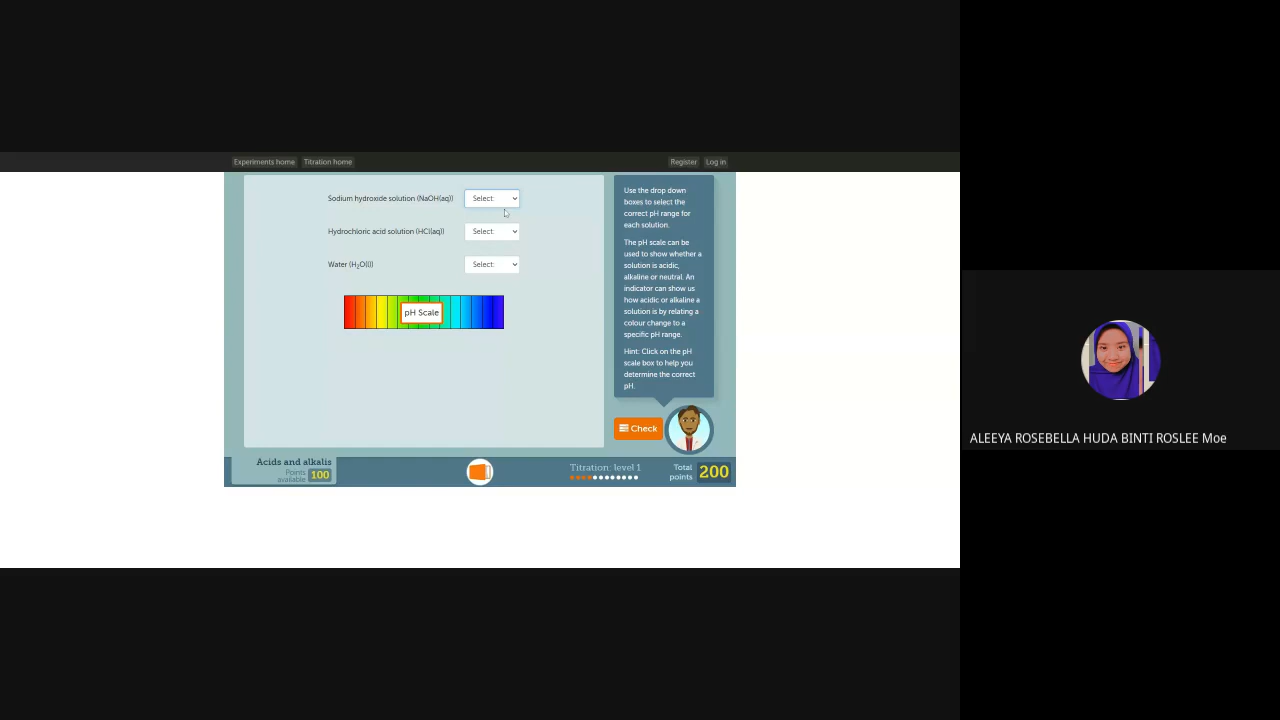 Experiments home
Titration home
Register
Log in
Sodium hydroxide solution (NaOH(aq))
Select:
Hydrochloric acid solution (HCl(aq))
Select:
Water (H₂O(l))
Select:
pH Scale
Use the drop down
boxes to select the
correct pH range for
each solution.
The pH scale can be
used to show whether a
solution is acidic,
alkaline or neutral. An
indicator can show us
how acidic or alkaline a
solution is by relating a
colour change to a
specific pH range.
Hint: Click on the pH
scale box to help you
determine the correct
pH.
Check
Acids and alkalis
Points
available
100
Titration: level 1
Total
points
200
ALEEYA ROSEBELLA HUDA BINTI ROSLEE Moe